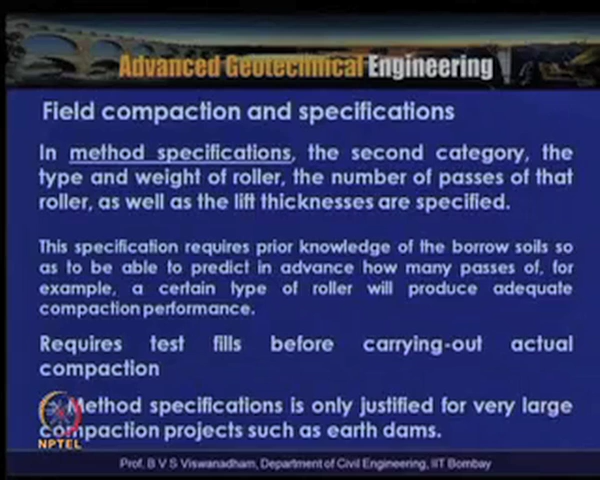 Advanced Geotechnical Engineering
Field compaction and specifications
In method specifications, the second category, the
type and weight of roller, the number of passes of that
roller, as well as the lift thicknesses are specified.
This specification requires prior knowledge of the borrow soils so
as to be able to predict in advance how many passes of, for
example, a certain type of roller will produce adequate
compaction performance.
Requires test fills before carrying-out actual
compaction
Method specifications is only justified for very large
compaction projects such as earth dams.
NPTEL
Prof. B V S Viswanadham, Department of Civil Engineering, IIT Bombay